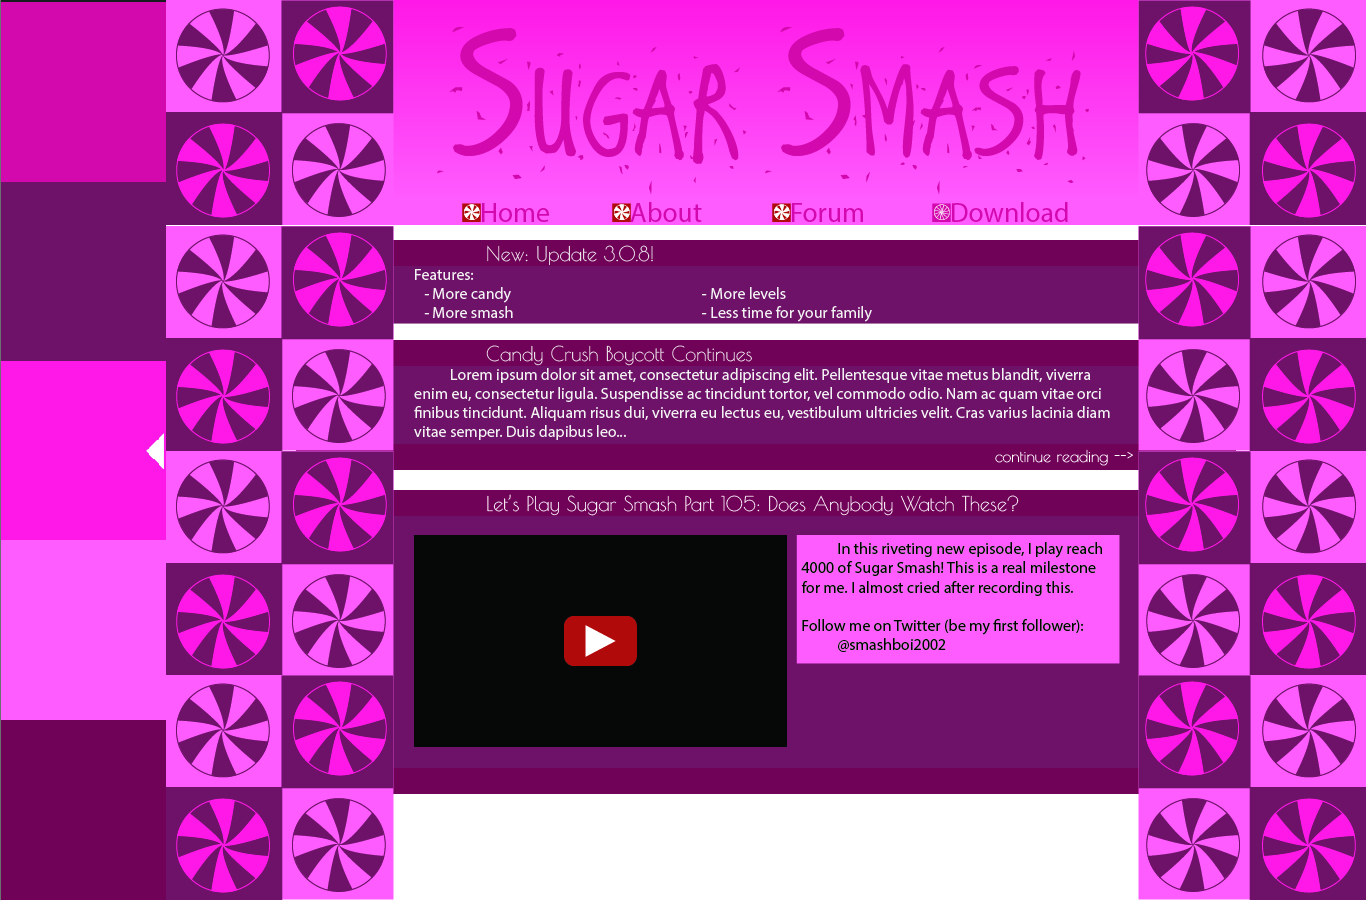 Sugar Smash
Home About Forum Download
New: Update 3.0.8!
Features:
- More candy - More levels
- More smash - Less time for your family
Candy Crush Boycott Continues
Lorem ipsum dolor sit amet, consectetur adipiscing elit. Pellentesque vitae metus blandit, viverra
enim eu, consectetur ligula. Suspendisse ac tincidunt tortor, vel commodo odio. Nam ac quam vitae orci
finibus tincidunt. Aliquam risus dui, viverra eu lectus eu, vestibulum ultricies velit. Cras varius lacinia diam
vitae semper. Duis dapibus leo...
continue reading -->
Let's Play Sugar Smash Part 105: Does Anybody Watch These?
In this riveting new episode, I play reach
4000 of Sugar Smash! This is a real milestone
for me. I almost cried after recording this.
Follow me on Twitter (be my first follower):
@smashboi2002